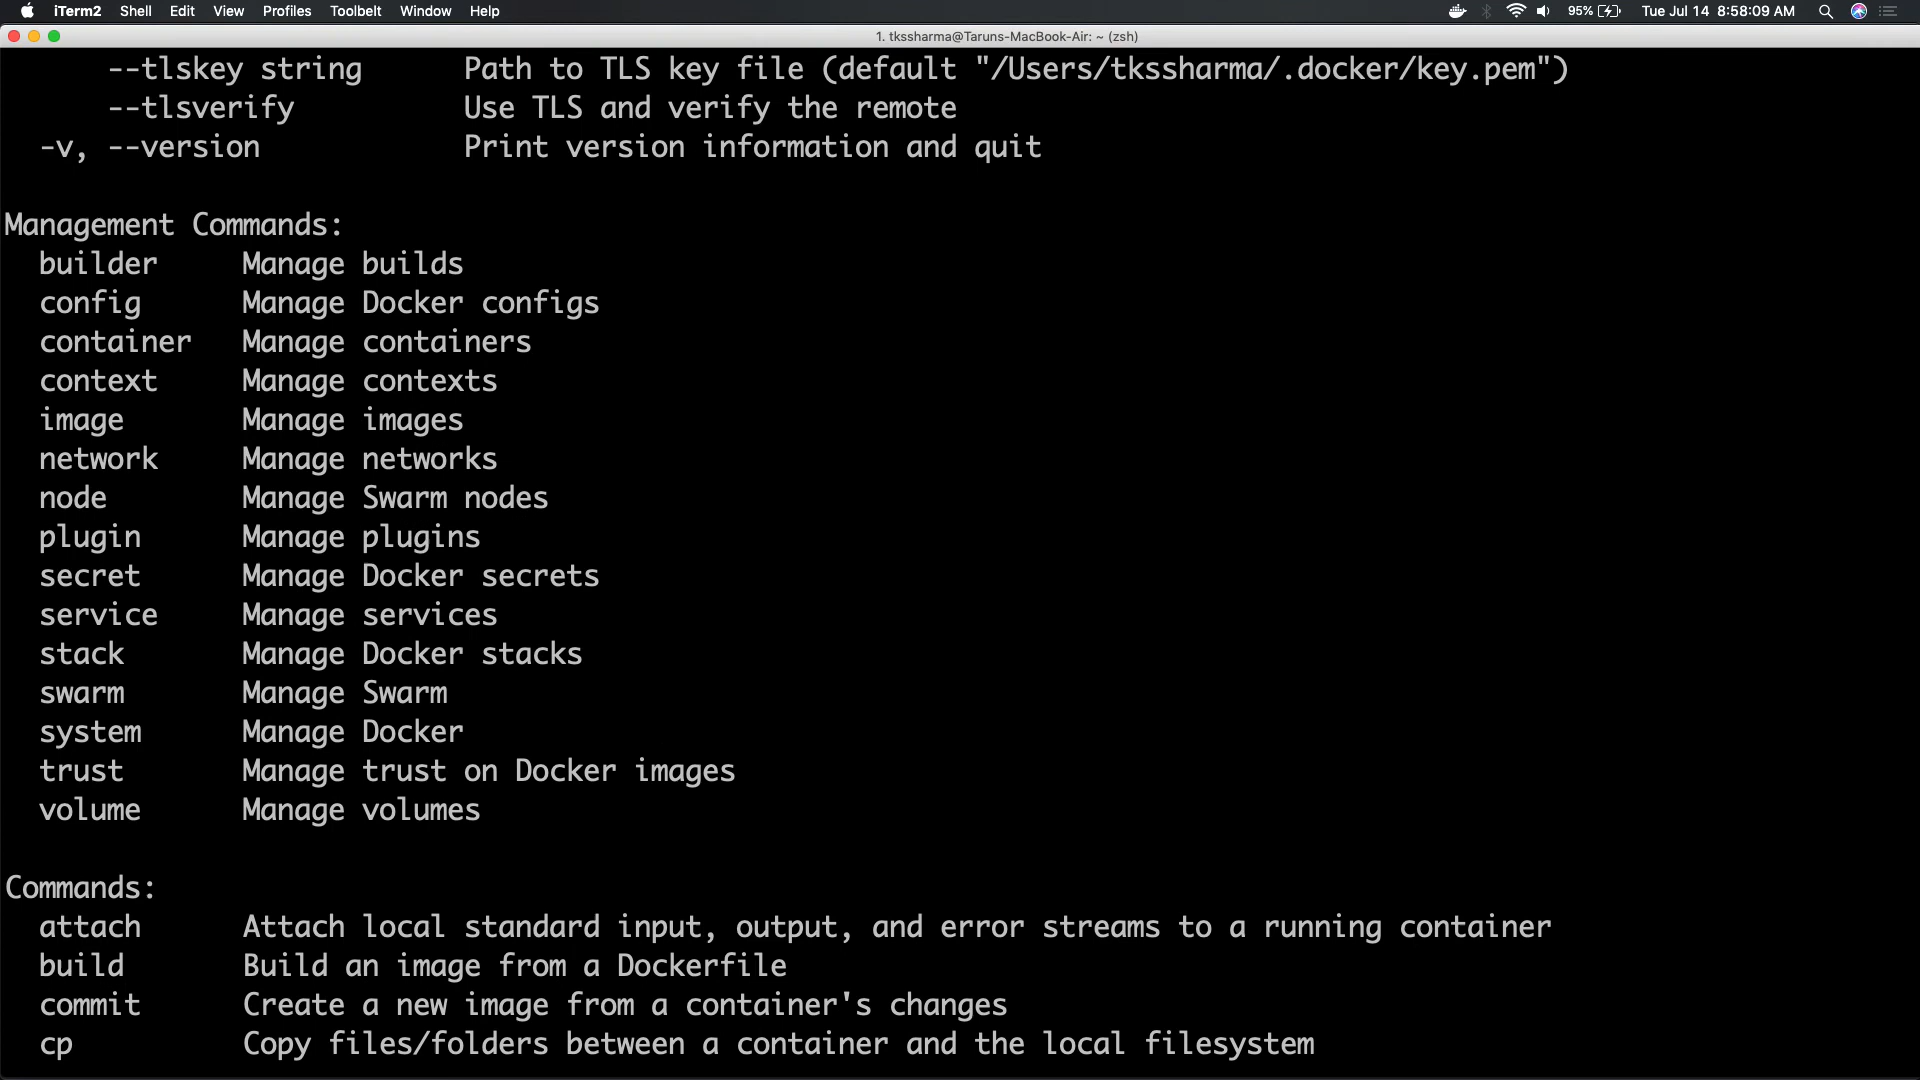 iTerm2 Shell Edit View Profiles Toolbelt Window Help 95% Tue Jul 14 8:58:09 AM
1. tkssharma@Taruns-MacBook-Air: ~ (zsh)
--tlskey string Path to TLS key file (default "/Users/tkssharma/.docker/key.pem")
--tlsverify Use TLS and verify the remote
-v, --version Print version information and quit
Management Commands:
builder Manage builds
config Manage Docker configs
container Manage containers
context Manage contexts
image Manage images
network Manage networks
node Manage Swarm nodes
plugin Manage plugins
secret Manage Docker secrets
service Manage services
stack Manage Docker stacks
swarm Manage Swarm
system Manage Docker
trust Manage trust on Docker images
volume Manage volumes
Commands:
attach Attach local standard input, output, and error streams to a running container
build Build an image from a Dockerfile
commit Create a new image from a container's changes
cp Copy files/folders between a container and the local filesystem